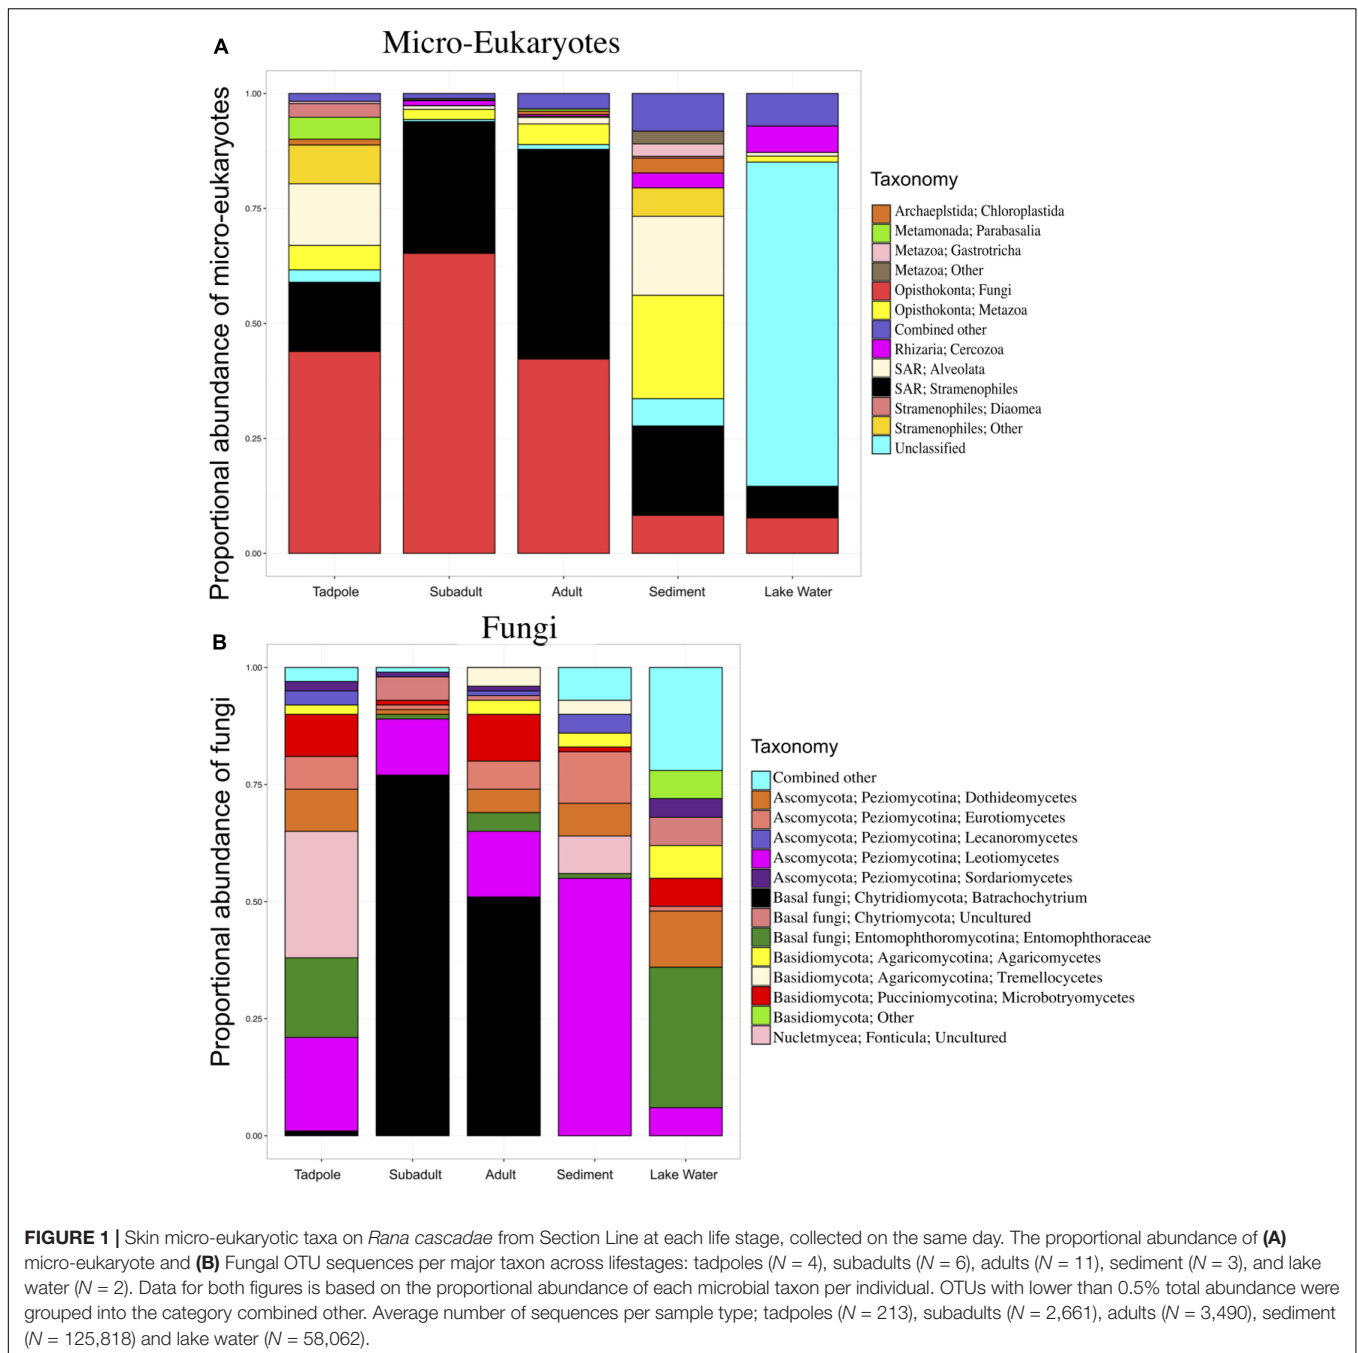 A
Micro-Eukaryotes
Proportional abundance of micro-eukaryotes
1.00
0.75
0.50
0.25
0.00
Tadpole
Subadult
Adult
Sediment
Lake Water
Taxonomy
Archaeplstida; Chloroplastida
Metamonada; Parabasalia
Metazoa; Gastrotricha
Metazoa; Other
Opisthokonta; Fungi
Opisthokonta; Metazoa
Combined other
Rhizaria; Cercozoa
SAR; Alveolata
SAR; Stramenophiles
Stramenophiles; Diaomea
Stramenophiles; Other
Unclassified
B
Fungi
Proportional abundance of fungi
1.00
0.75
0.50
0.25
0.00
Tadpole
Subadult
Adult
Sediment
Lake Water
Taxonomy
Combined other
Ascomycota; Peziomycotina; Dothideomycetes
Ascomycota; Peziomycotina; Eurotiomycetes
Ascomycota; Peziomycotina; Lecanoromycetes
Ascomycota; Peziomycotina; Leotiomycetes
Ascomycota; Peziomycotina; Sordariomycetes
Basal fungi; Chytridiomycota; Batrachochytrium
Basal fungi; Chytriomycota; Uncultured
Basal fungi; Entomophthoromycotina; Entomophthoraceae
Basidiomycota; Agaricomycotina; Agaricomycetes
Basidiomycota; Agaricomycotina; Tremellocycetes
Basidiomycota; Pucciniomycotina; Microbotryomycetes
Basidiomycota; Other
Nucletmycea; Fonticula; Uncultured
FIGURE 1 | Skin micro-eukaryotic taxa on Rana cascadae from Section Line at each life stage, collected on the same day. The proportional abundance of (A)
micro-eukaryote and (B) Fungal OTU sequences per major taxon across lifestages: tadpoles (N = 4), subadults (N = 6), adults (N = 11), sediment (N = 3), and lake
water (N = 2). Data for both figures is based on the proportional abundance of each microbial taxon per individual. OTUs with lower than 0.5% total abundance were
grouped into the category combined other. Average number of sequences per sample type; tadpoles (N = 213), subadults (N = 2,661), adults (N = 3,490), sediment
(N = 125,818) and lake water (N = 58,062).